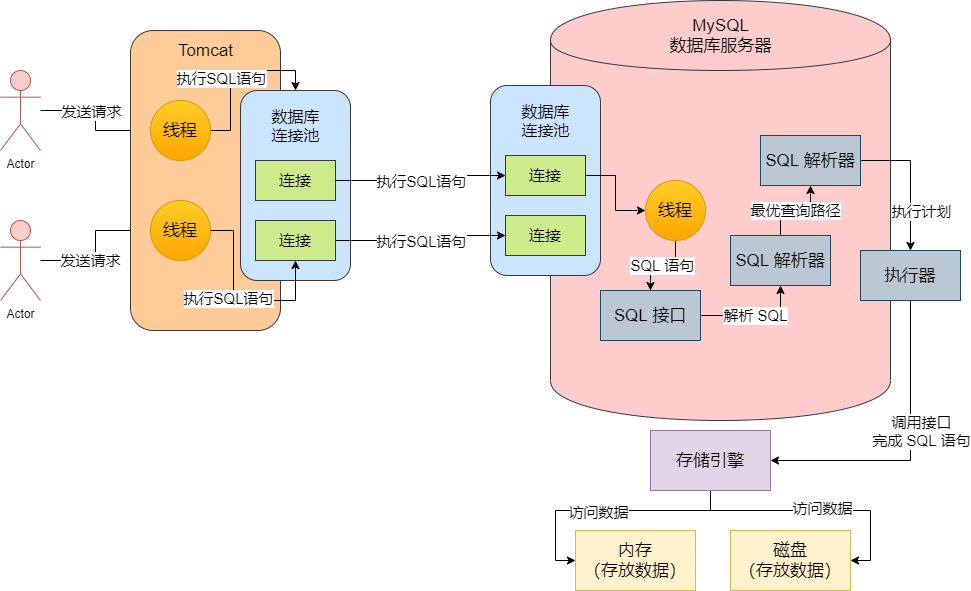 MySQL
数据库服务器
Tomcat
执行SQL语句
发送请求
线程
数据库
连接池
数据库
连接池
Actor
连接
执行SQL语句
连接
SQL 解析器
线程
最优查询路径
执行计划
线程
发送请求
连接
执行SQL语句
连接
SQL 语句
SQL 解析器
执行器
执行SQL语句
Actor
SQL 接口
解析 SQL
调用接口
完成 SQL 语句
存储引擎
访问数据
访问数据
内存
（存放数据）
磁盘
（存放数据）